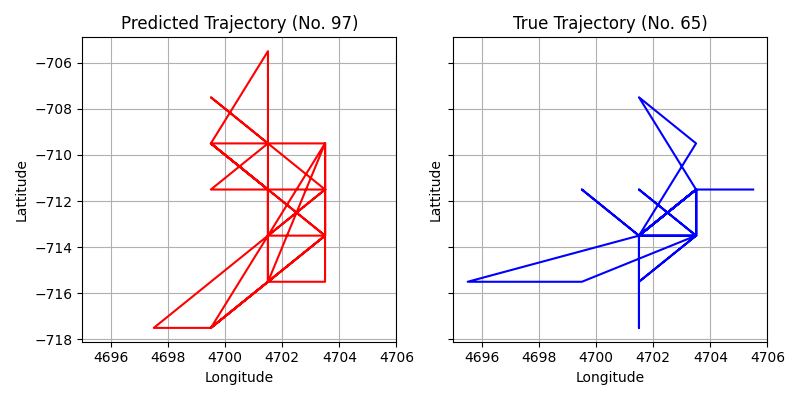 Predicted Trajectory (No. 97)
True Trajectory (No. 65)
−706
−708
−710
−712
−714
−716
−718
Lattitude
Lattitude
4696 4698 4700 4702 4704 4706
4696 4698 4700 4702 4704 4706
Longitude
Longitude